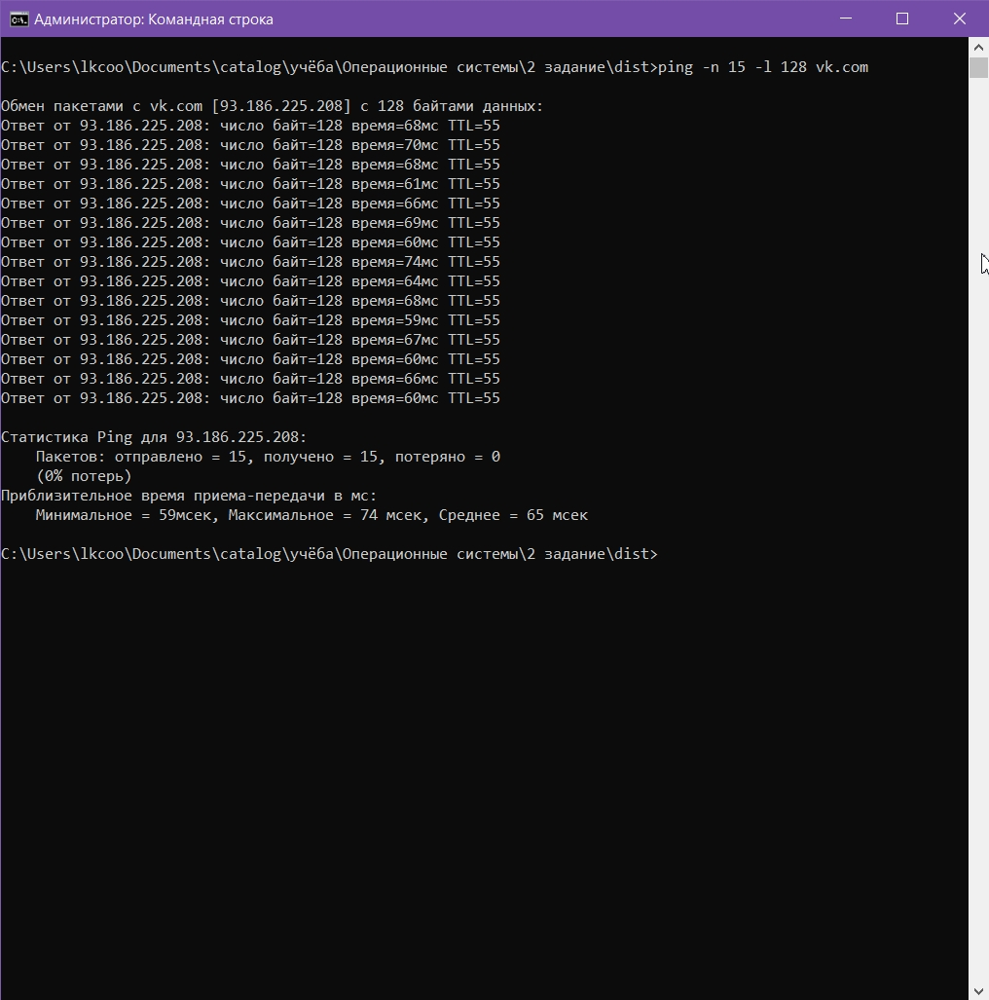 Администратор: Командная строка
C:\Users\lkcoo\Documents\catalog\учёба\Операционные системы\2 задание\dist>ping -n 15 -l 128 vk.com
Обмен пакетами с vk.com [93.186.225.208] с 128 байтами данных:
Ответ от 93.186.225.208: число байт=128 время=68мс TTL=55
Ответ от 93.186.225.208: число байт=128 время=70мс TTL=55
Ответ от 93.186.225.208: число байт=128 время=68мс TTL=55
Ответ от 93.186.225.208: число байт=128 время=61мс TTL=55
Ответ от 93.186.225.208: число байт=128 время=66мс TTL=55
Ответ от 93.186.225.208: число байт=128 время=69мс TTL=55
Ответ от 93.186.225.208: число байт=128 время=60мс TTL=55
Ответ от 93.186.225.208: число байт=128 время=74мс TTL=55
Ответ от 93.186.225.208: число байт=128 время=64мс TTL=55
Ответ от 93.186.225.208: число байт=128 время=68мс TTL=55
Ответ от 93.186.225.208: число байт=128 время=59мс TTL=55
Ответ от 93.186.225.208: число байт=128 время=67мс TTL=55
Ответ от 93.186.225.208: число байт=128 время=60мс TTL=55
Ответ от 93.186.225.208: число байт=128 время=66мс TTL=55
Ответ от 93.186.225.208: число байт=128 время=60мс TTL=55
Статистика Ping для 93.186.225.208:
Пакетов: отправлено = 15, получено = 15, потеряно = 0
(0% потерь)
Приблизительное время приема-передачи в мс:
Минимальное = 59мсек, Максимальное = 74 мсек, Среднее = 65 мсек
C:\Users\lkcoo\Documents\catalog\учёба\Операционные системы\2 задание\dist>